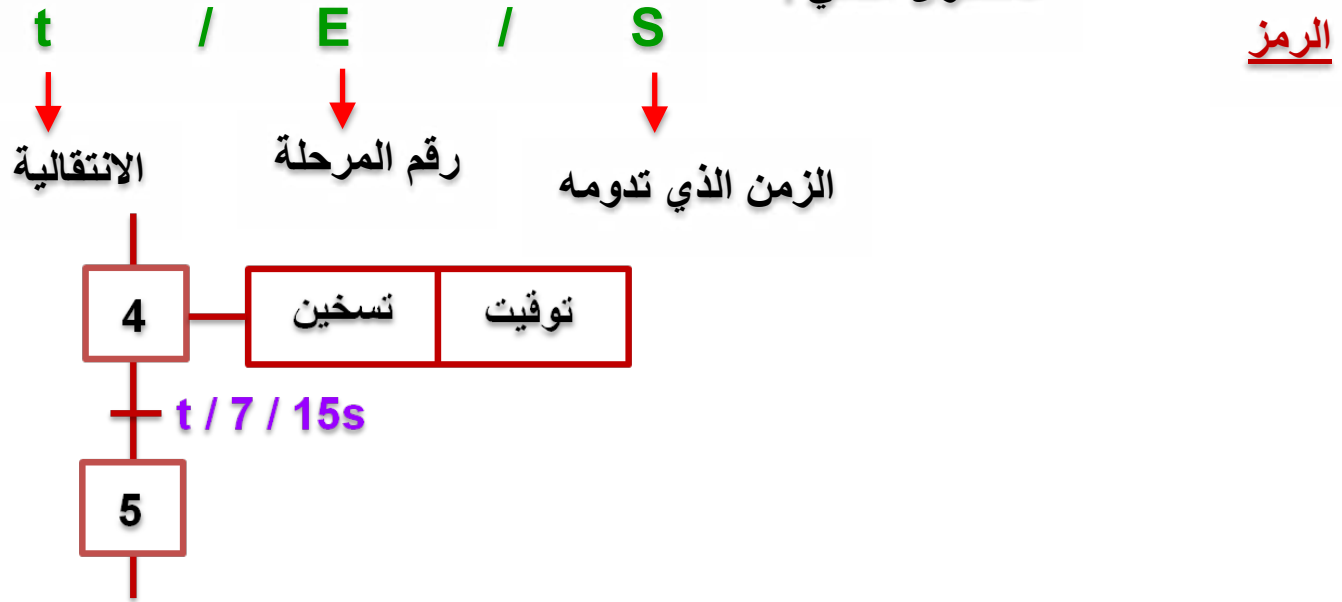 الرمز
t / E / S
الانتقالية
رقم المرحلة
الزمن الذي تدومه
4
تسخين
توقيت
t / 7 / 15s
5